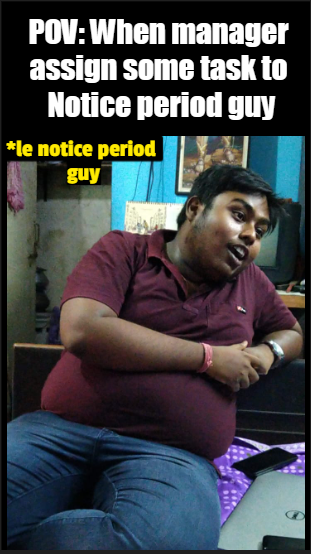 POV: When manager
assign some task to
Notice period guy
*le notice period
guy